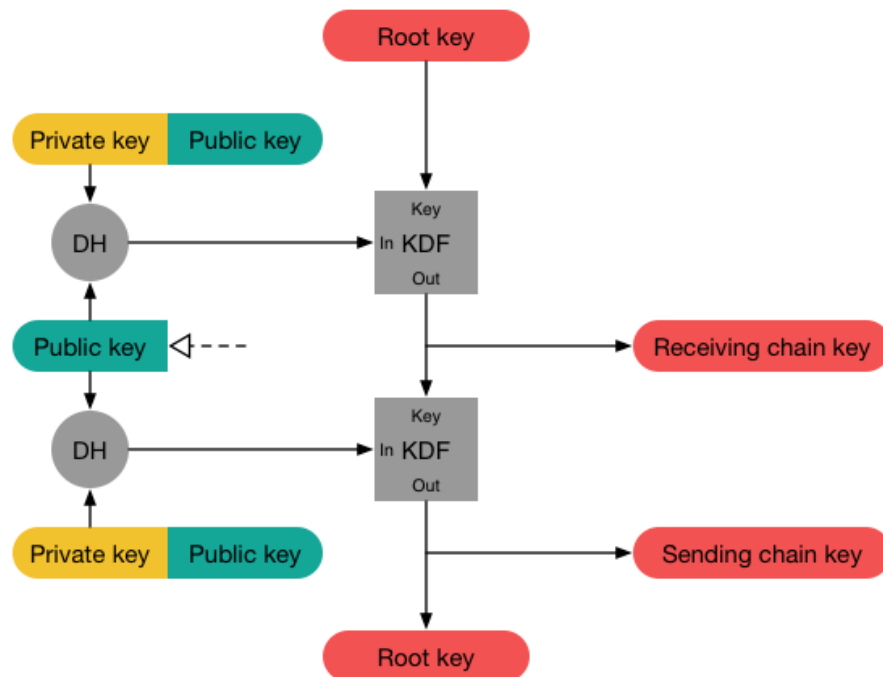 Root key
Private key Public key
Key
DH
In KDF
Out
Public key
Receiving chain key
Key
DH
In KDF
Out
Private key Public key
Sending chain key
Root key